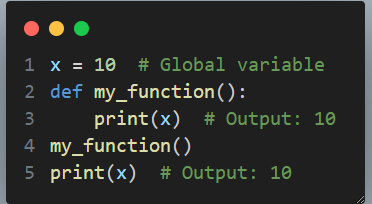 1 x = 10  # Global variable
2 def my_function():
3     print(x)  # Output: 10
4 my_function()
5 print(x)  # Output: 10